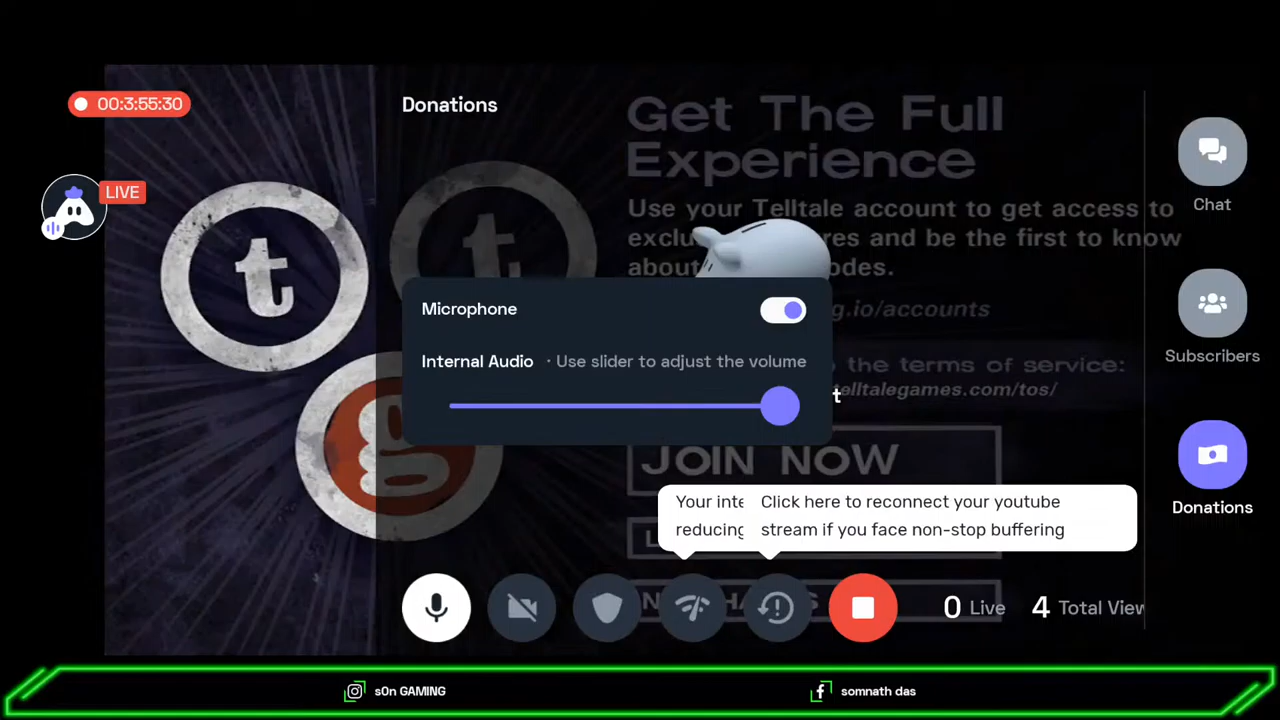 00:3:55:30
LIVE
Donations
Get The Full
Experience
Use your Telltale account to get access to
exclu res and be the first to know
about odes.
g.io/accounts
the terms of service:
telltalegames.com/tos/
t
t
g
Microphone
Internal Audio · Use slider to adjust the volume
t
JOIN NOW
Your inte
reducing
Click here to reconnect your youtube
stream if you face non-stop buffering
0 Live 4 Total View
Chat
Subscribers
Donations
s0n GAMING
somnath das